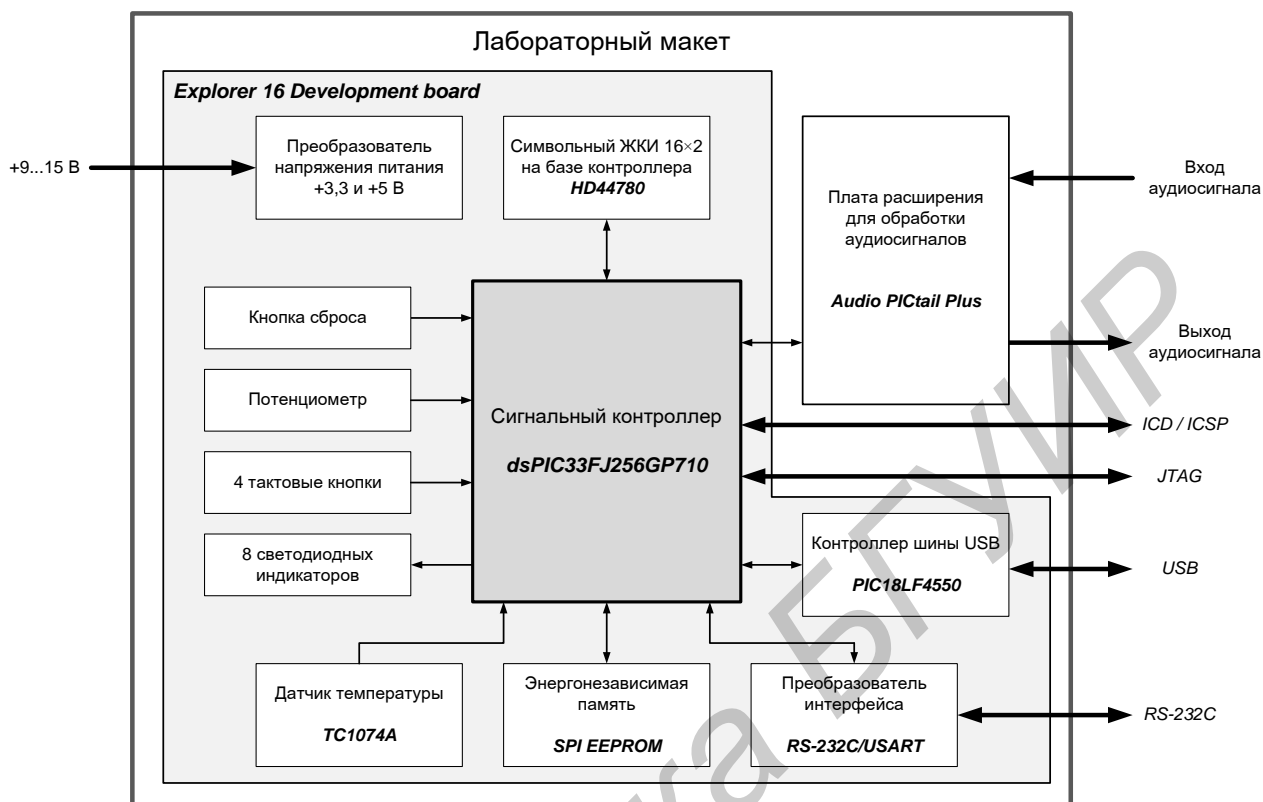 Лабораторный макет
Explorer 16 Development board
+9...15 В
Преобразователь
напряжения питания
+3,3 и +5 В
Символьный ЖКИ 16×2
на базе контроллера
HD44780
Плата расширения
для обработки
аудиосигналов
Audio PICtail Plus
Вход
аудиосигнала
Выход
аудиосигнала
Кнопка сброса
Потенциометр
4 тактовые кнопки
8 светодиодных
индикаторов
Сигнальный контроллер
dsPIC33FJ256GP710
ICD / ICSP
JTAG
Контроллер шины USB
PIC18LF4550
USB
Датчик температуры
TC1074A
Энергонезависимая
память
SPI EEPROM
Преобразователь
интерфейса
RS-232C/USART
RS-232C
БГУИР